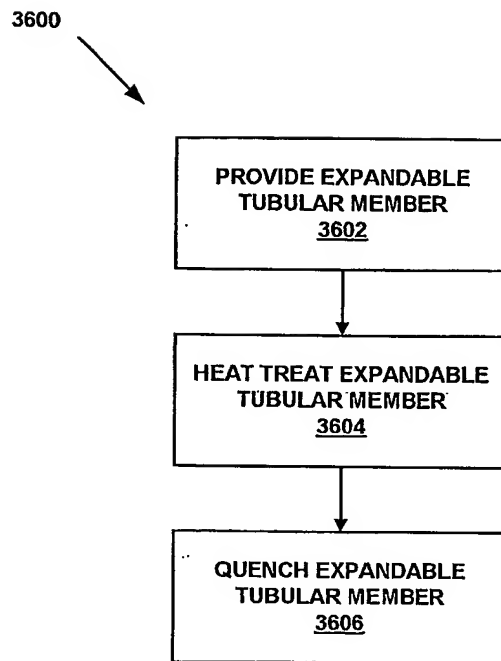 3600
PROVIDE EXPANDABLE
TUBULAR MEMBER
3602
HEAT TREAT EXPANDABLE
TUBULAR MEMBER
3604
QUENCH EXPANDABLE
TUBULAR MEMBER
3606